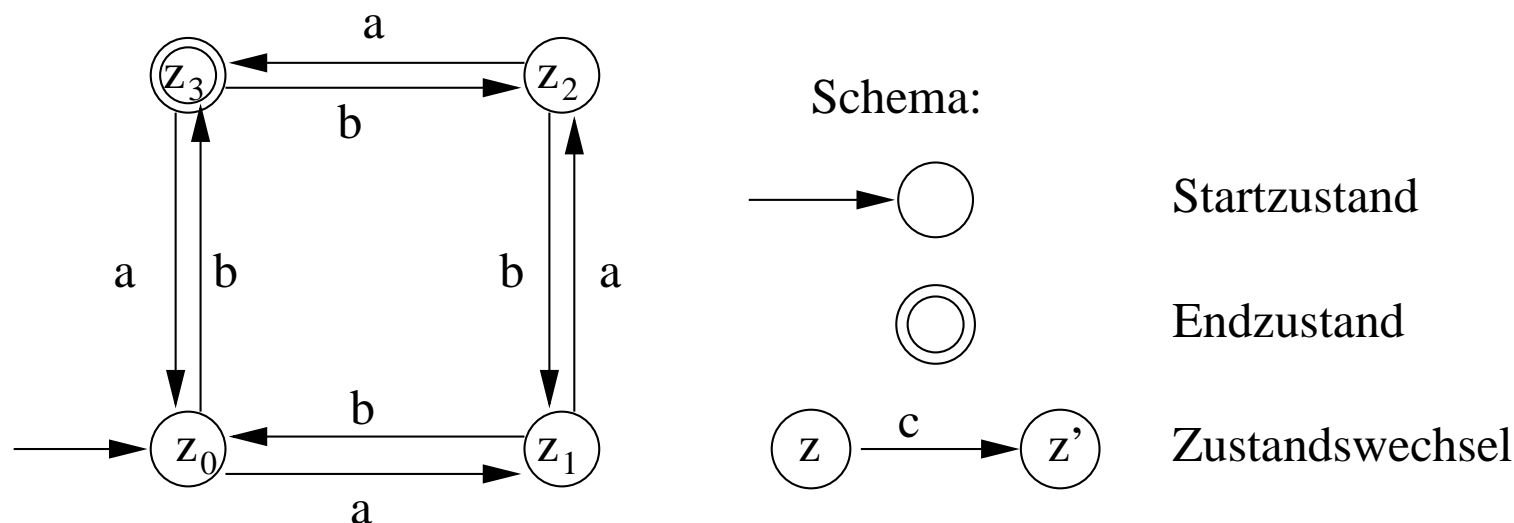 a
z3
z2
b
Schema:
Startzustand
a
b
b
a
Endzustand
b
c
z0
z1
z
z’
Zustandswechsel
a